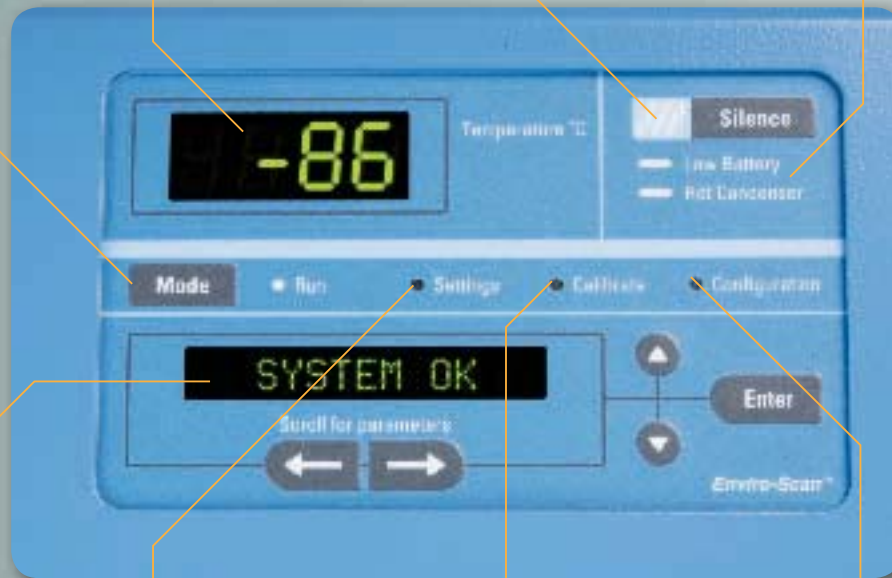 -86
Temperature °C
Silence
Low Battery
Hot Condenser
Mode
Run
Settings
Calibrate
Configuration
SYSTEM OK
Scroll for parameters
Enter
Enviro-Scan™